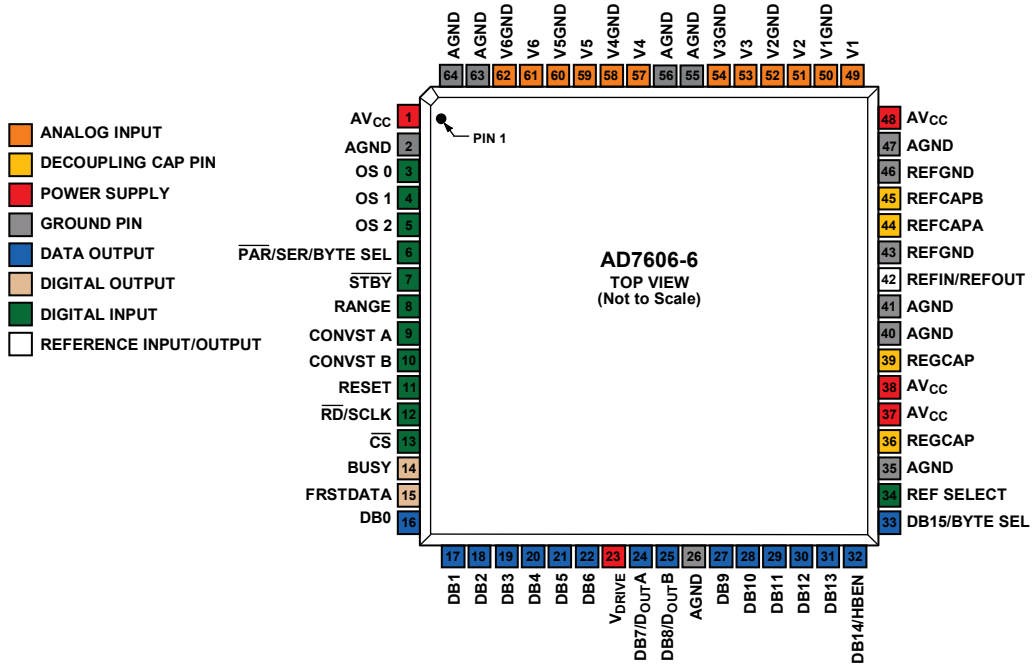 AGND
AGND
V6GND
V6
V5GND
V5
V4GND
V4
AGND
AGND
V3GND
V3
V2GND
V2
V1GND
V1
64 63 62 61 60 59 58 57 56 55 54 53 52 51 50 49
ANALOG INPUT
DECOUPLING CAP PIN
POWER SUPPLY
GROUND PIN
DATA OUTPUT
DIGITAL OUTPUT
DIGITAL INPUT
REFERENCE INPUT/OUTPUT
AVCC 1
AGND 2
OS 0 3
OS 1 4
OS 2 5
PAR/SER/BYTE SEL 6
STBY 7
RANGE 8
CONVST A 9
CONVST B 10
RESET 11
RD/SCLK 12
CS 13
BUSY 14
FRSTDATA 15
DB0 16
PIN 1
AD7606-6
TOP VIEW
(Not to Scale)
48 AVCC
47 AGND
46 REFGND
45 REFCAPB
44 REFCAPA
43 REFGND
42 REFIN/REFOUT
41 AGND
40 AGND
39 REGCAP
38 AVCC
37 AVCC
36 REGCAP
35 AGND
34 REF SELECT
33 DB15/BYTE SEL
17 18 19 20 21 22 23 24 25 26 27 28 29 30 31 32
DB1
DB2
DB3
DB4
DB5
DB6
VDRIVE
DB7/DOUTA
DB8/DOUTB
AGND
DB9
DB10
DB11
DB12
DB13
DB14/HBEN